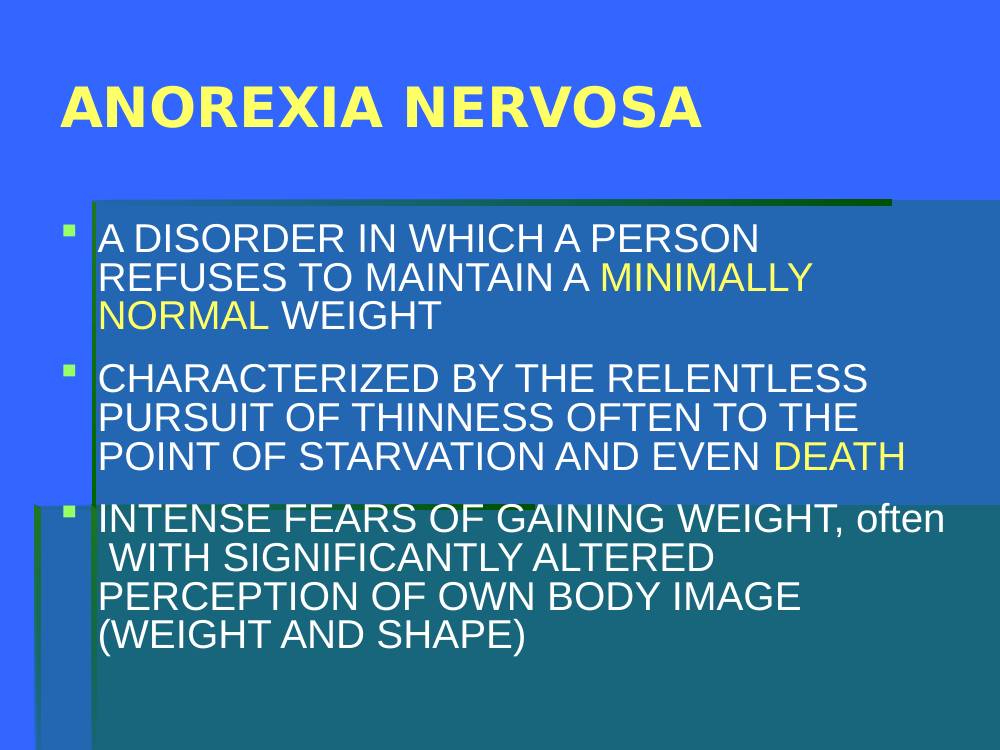 ANOREXIA NERVOSA
A DISORDER IN WHICH A PERSON
REFUSES TO MAINTAIN A MINIMALLY
NORMAL WEIGHT
CHARACTERIZED BY THE RELENTLESS
PURSUIT OF THINNESS OFTEN TO THE
POINT OF STARVATION AND EVEN DEATH
INTENSE FEARS OF GAINING WEIGHT, often
WITH SIGNIFICANTLY ALTERED
PERCEPTION OF OWN BODY IMAGE
(WEIGHT AND SHAPE)